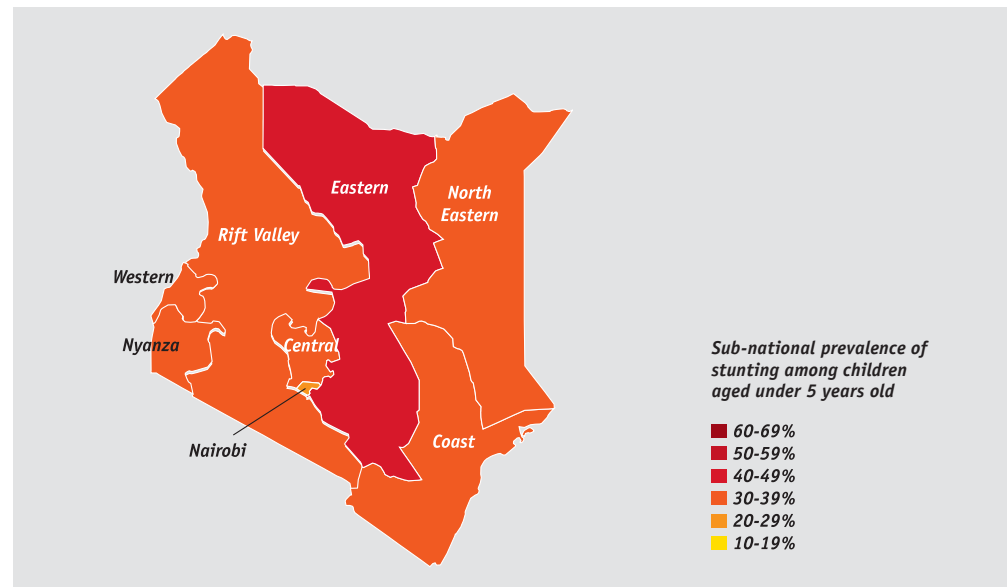 Eastern
North
Eastern
Rift Valley
Western
Nyanza
Central
Nairobi
Coast
Sub-national prevalence of
stunting among children
aged under 5 years old
60-69%
50-59%
40-49%
30-39%
20-29%
10-19%